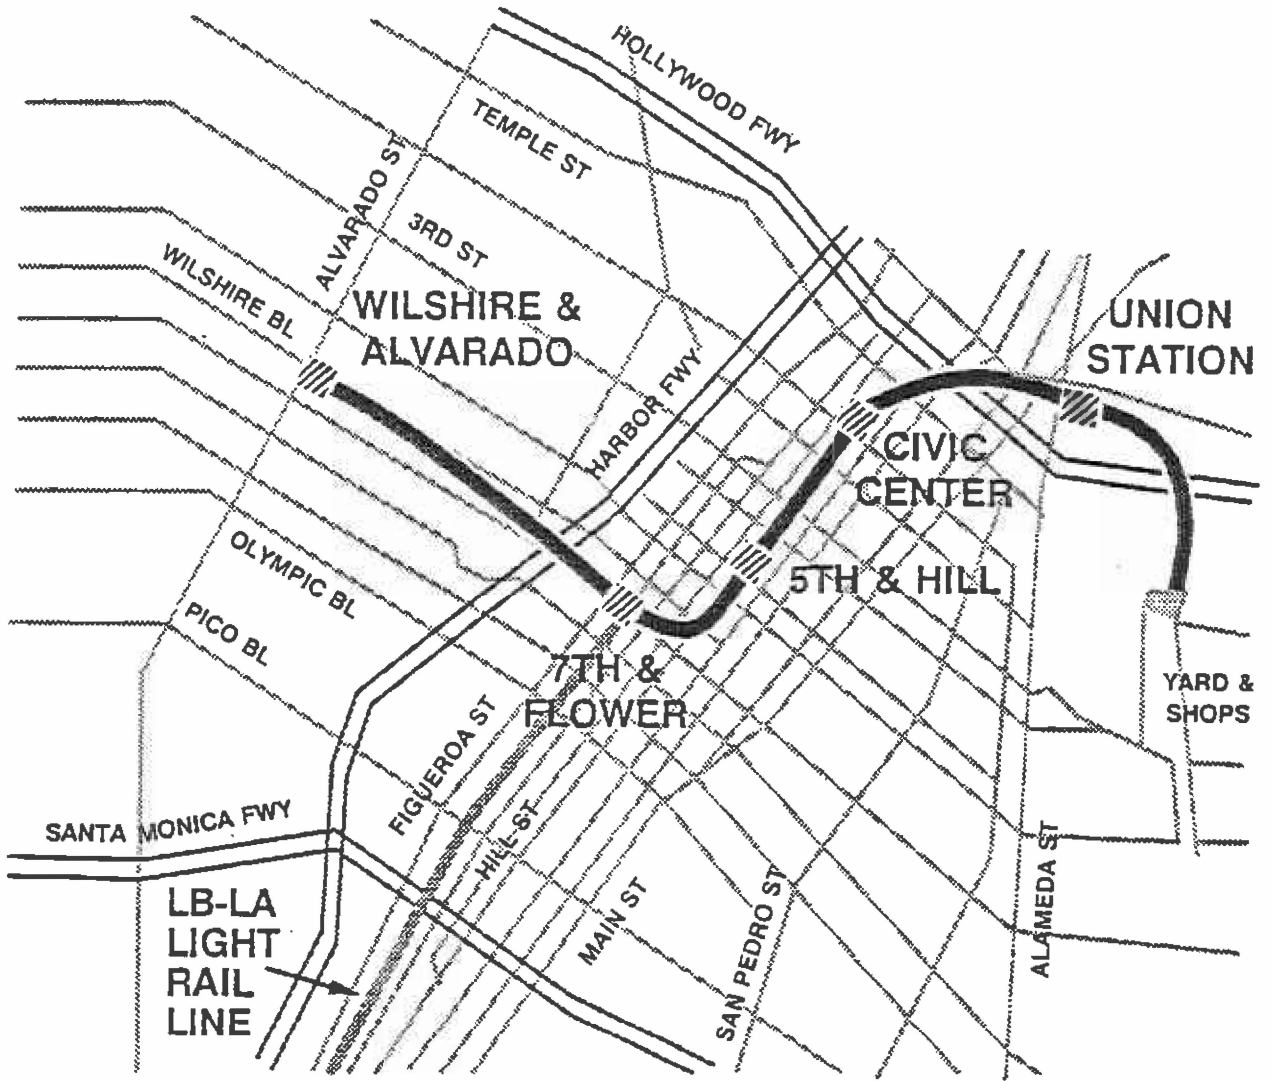 HOLLYWOOD FWY
TEMPLE ST
ALVARADO ST
3RD ST
WILSHIRE BL
WILSHIRE &
ALVARADO
UNION
STATION
HARBOR FWY
CIVIC
CENTER
5TH & HILL
OLYMPIC BL
PICO BL
7TH &
FLOWER
YARD &
SHOPS
FIGUEROA ST
SANTA MONICA FWY
HILL ST
MAIN ST
SAN PEDRO ST
ALAMEDA ST
LB-LA
LIGHT
RAIL
LINE